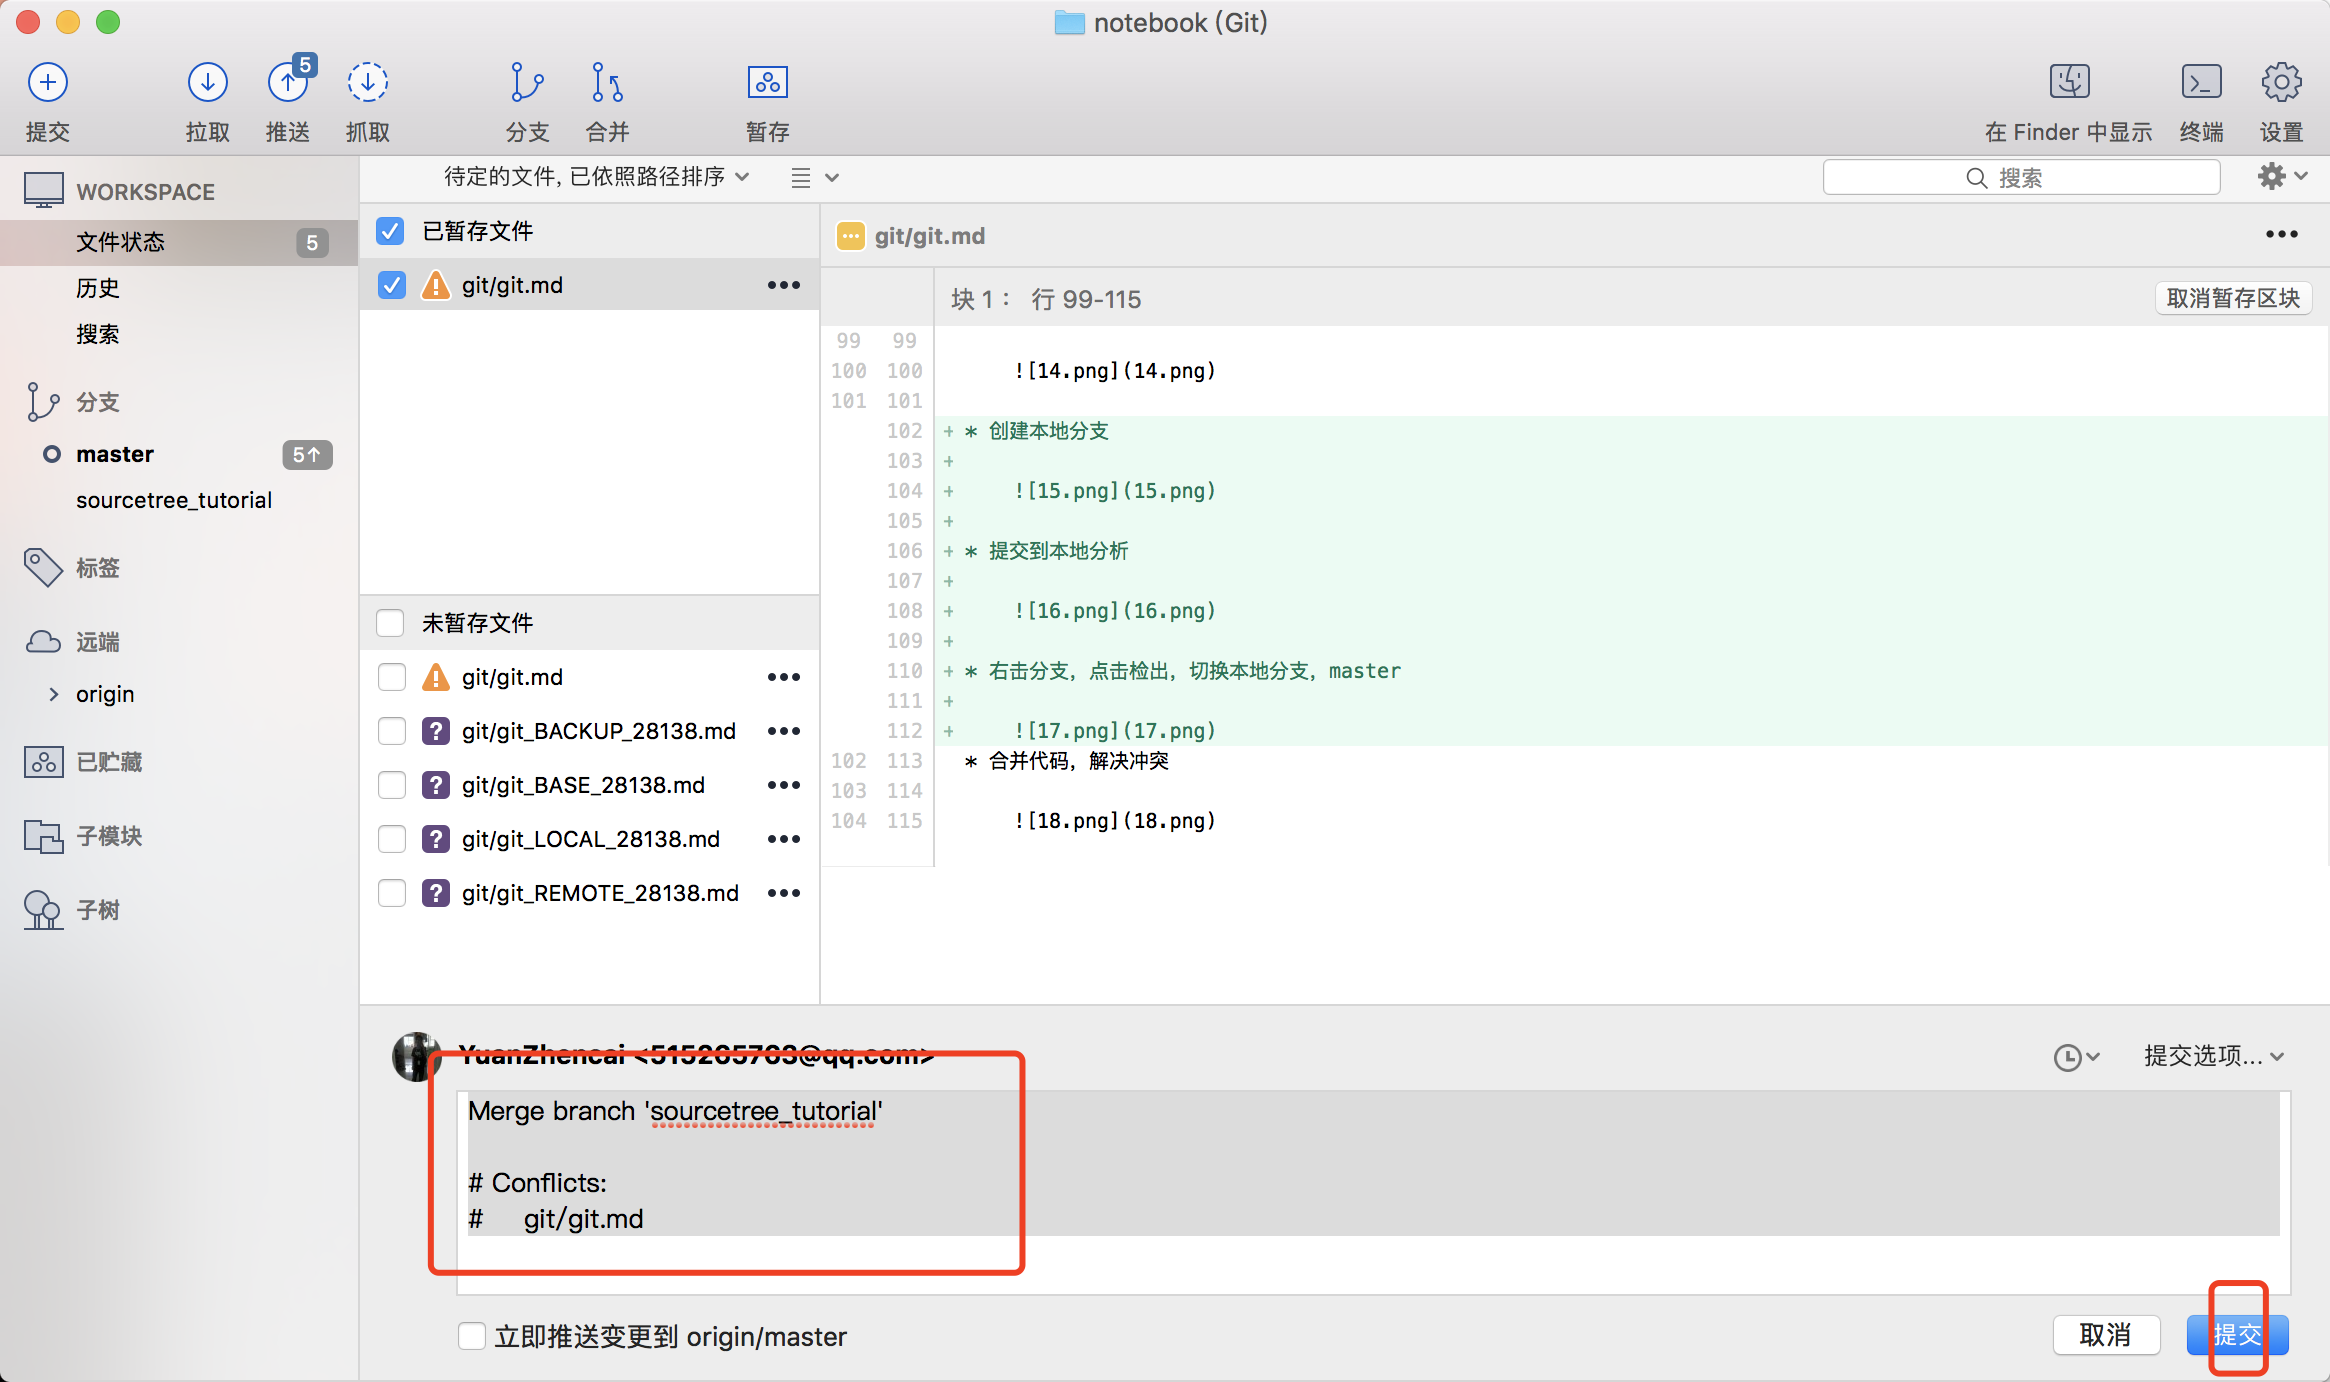 notebook (Git)
提交
拉取
5
推送
抓取
分支
合并
暂存
在 Finder 中显示
终端
设置
WORKSPACE
文件状态 5
历史
搜索
分支
master 5↑
sourcetree_tutorial
标签
远端
origin
已贮藏
子模块
子树
待定的文件, 已依照路径排序
搜索
已暂存文件
git/git.md
未暂存文件
git/git.md
git/git_BACKUP_28138.md
git/git_BASE_28138.md
git/git_LOCAL_28138.md
git/git_REMOTE_28138.md
git/git.md
块 1： 行 99-115
取消暂存区块
99 99
100 100 ![14.png](14.png)
101 101
102 + * 创建本地分支
103 +
104 + ![15.png](15.png)
105 +
106 + * 提交到本地分析
107 +
108 + ![16.png](16.png)
109 +
110 + * 右击分支，点击检出，切换本地分支，master
111 +
112 + ![17.png](17.png)
102 113 * 合并代码，解决冲突
103 114
104 115 ![18.png](18.png)
YuanZhencai <515265763@qq.com>
提交选项...
Merge branch 'sourcetree_tutorial'
# Conflicts:
# git/git.md
立即推送变更到 origin/master
取消
提交